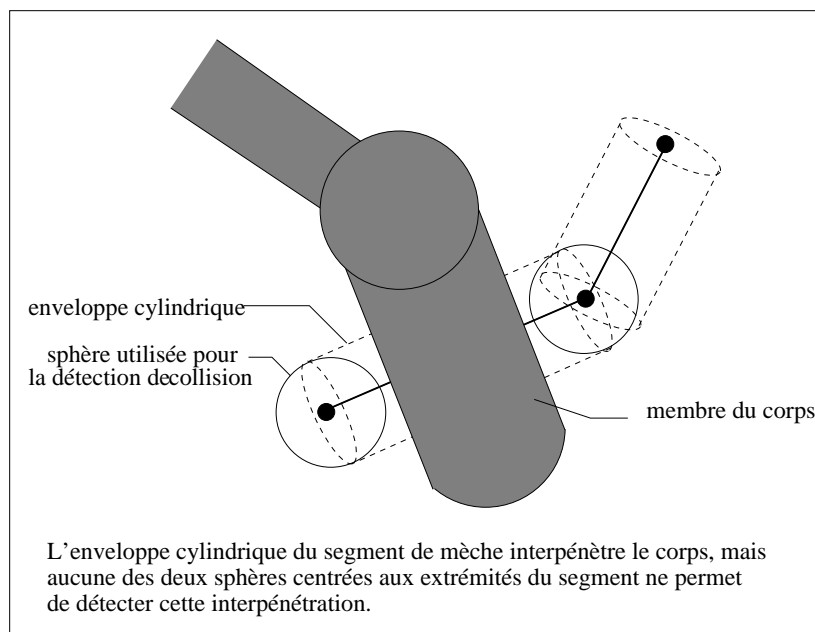 enveloppe cylindrique
sphère utilisée pour
la détection decollision
membre du corps
L'enveloppe cylindrique du segment de mèche interpénètre le corps, mais
aucune des deux sphères centrées aux extrémités du segment ne permet
de détecter cette interpénétration.